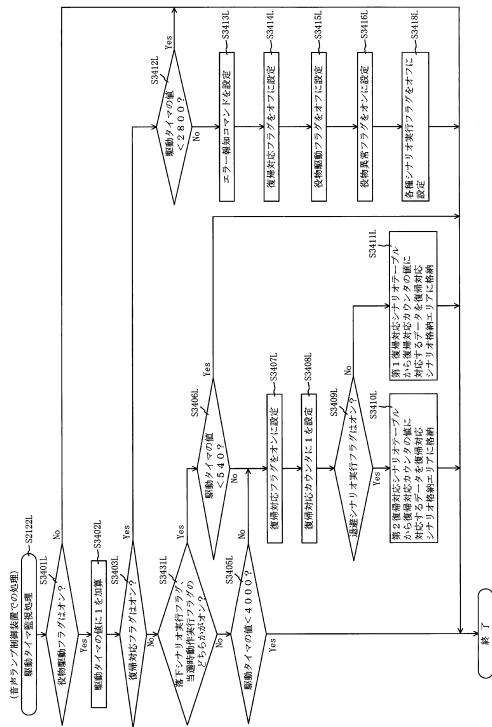 (音声ランプ制御装置での処理)
駆動タイマ監視処理
S2122L
S3401L
役物駆動フラグはオン?
No
Yes
S3402L
駆動タイマの値に1を加算
S3403L
復帰対応フラグはオン?
Yes
No
S3431L
落下シナリオ実行フラグ、
当選時動作実行フラグの
どちらかがオン?
Yes
No
S3405L
駆動タイマの値<4000?
No
Yes
S3406L
駆動タイマの値
<540?
Yes
No
S3407L
復帰対応フラグをオンに設定
S3408L
復帰対応カウンタに1を設定
S3409L
退避シナリオ実行フラグはオン?
No
Yes
S3410L
第2復帰対応シナリオテーブル
から復帰対応カウンタの値に
対応するデータを復帰対応
シナリオ格納エリアに格納
S3411L
第1復帰対応シナリオテーブル
から復帰対応カウンタの値に
対応するデータを復帰対応
シナリオ格納エリアに格納
S3412L
駆動タイマの値
<2800?
Yes
No
S3413L
エラー報知コマンドを設定
S3414L
復帰対応フラグをオフに設定
S3415L
役物駆動フラグをオフに設定
S3416L
役物異常フラグをオンに設定
S3418L
各種シナリオ実行フラグをオフに
設定
終了